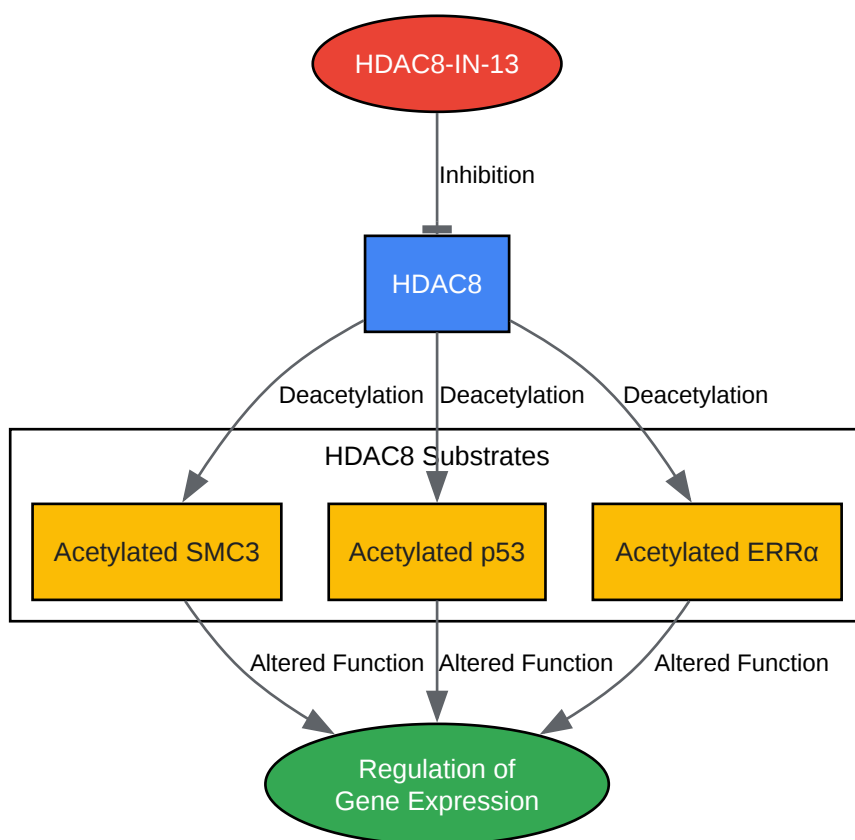 HDAC8-IN-13
Inhibition
HDAC8
Deacetylation
Deacetylation
Deacetylation
HDAC8 Substrates
Acetylated SMC3
Acetylated p53
Acetylated ERRα
Altered Function
Altered Function
Altered Function
Regulation of
Gene Expression